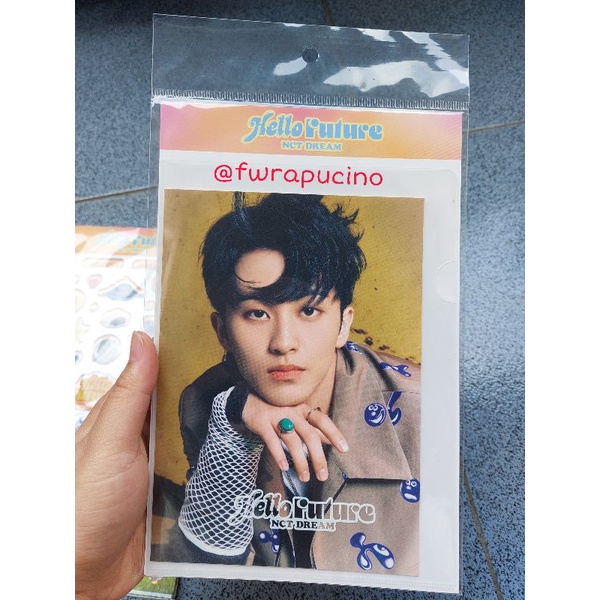 Hello Future
NCT DREAM
@fwrapucino
Hello Future
NCT DREAM